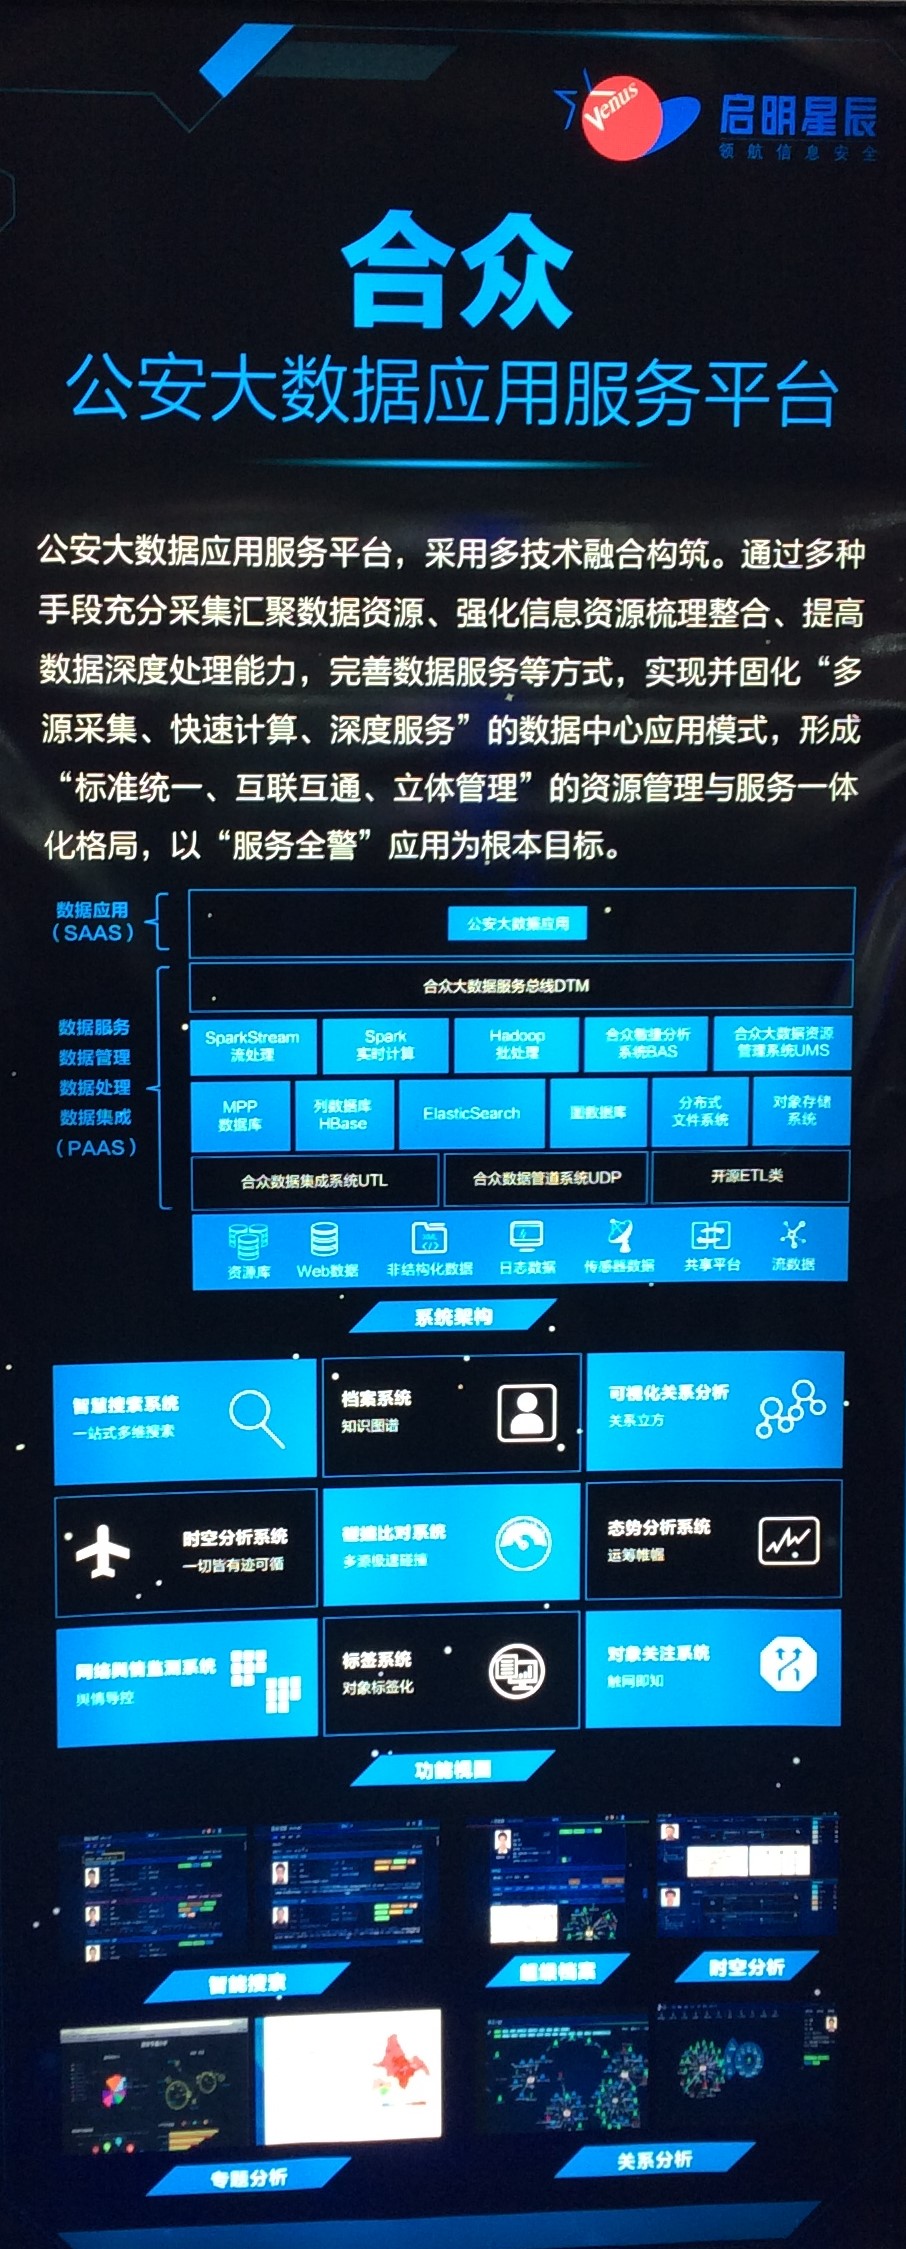 Venus
启明星辰
领航信息安全
合众
公安大数据应用服务平台
公安大数据应用服务平台，采用多技术融合构筑。通过多种
手段充分采集汇聚数据资源、强化信息资源梳理整合、提高
数据深度处理能力，完善数据服务等方式，实现并固化“多
源采集、快速计算、深度服务”的数据中心应用模式，形成
“标准统一、互联互通、立体管理”的资源管理与服务一体
化格局，以“服务全警”应用为根本目标。
数据应用
（SAAS）
公安大数据应用
合众大数据服务总线DTM
数据服务
数据管理
数据处理
数据集成
（PAAS）
SparkStream
流处理
Spark
实时计算
Hadoop
批处理
合众数据分析
系统BAS
合众大数据资源
管理系统UMS
MPP
数据库
列数据库
HBase
ElasticSearch
图数据库
分布式
文件系统
对象存储
系统
合众数据集成系统UTL
合众数据管道系统UDP
开源ETL类
XML
资源库
Web数据
非结构化数据
日志数据
传感器数据
共享平台
流数据
系统架构
智慧搜索系统
一站式多维搜索
档案系统
知识图谱
可视化关系分析
关系立方
时空分析系统
一切皆有迹可循
碰撞比对系统
多源极速碰撞
态势分析系统
运筹帷幄
网络舆情监测系统
舆情导控
标签系统
对象标签化
对象关注系统
触网即知
功能视图
智能搜索
超级档案
时空分析
专题分析
关系分析